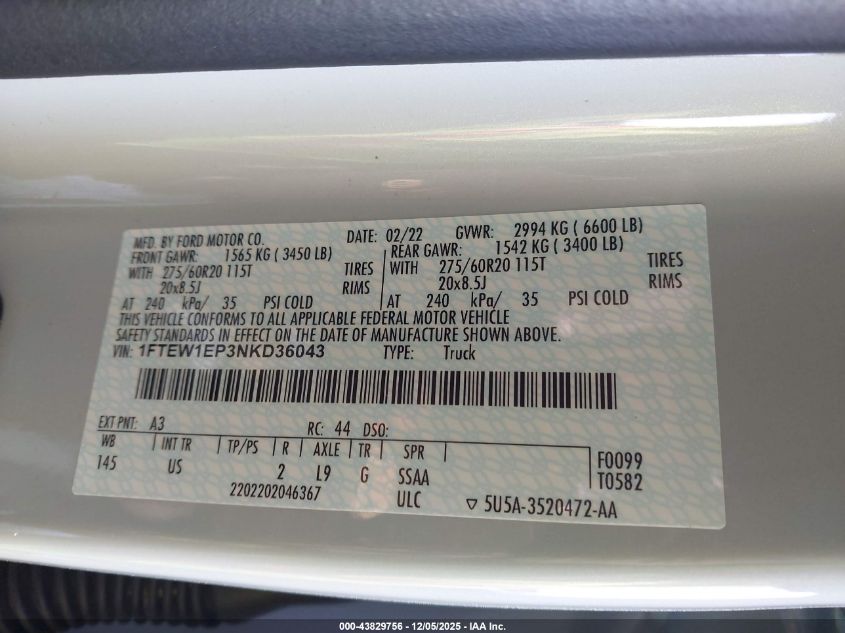 MFD. BY FORD MOTOR CO. DATE: 02/22 GVWR: 2994 KG ( 6600 LB)
FRONT GAWR: 1565 KG ( 3450 LB) REAR GAWR: 1542 KG ( 3400 LB)
WITH 275/60R20 115T TIRES WITH 275/60R20 115T TIRES
20x8.5J RIMS 20x8.5J RIMS
AT 240 kPa/ 35 PSI COLD AT 240 kPa/ 35 PSI COLD
THIS VEHICLE CONFORMS TO ALL APPLICABLE FEDERAL MOTOR VEHICLE
SAFETY STANDARDS IN EFFECT ON THE DATE OF MANUFACTURE SHOWN ABOVE.
VIN: 1FTEW1EP3NKD36043 TYPE: Truck
EXT PNT: A3 RC: 44 DSO:
WB INT TR TP/PS R AXLE TR SPR F0099
145 US 2 L9 G SSAA T0582
2202202046367 ULC ▽ 5U5A-3520472-AA
000-43829756 - 12/05/2025 - IAA Inc.